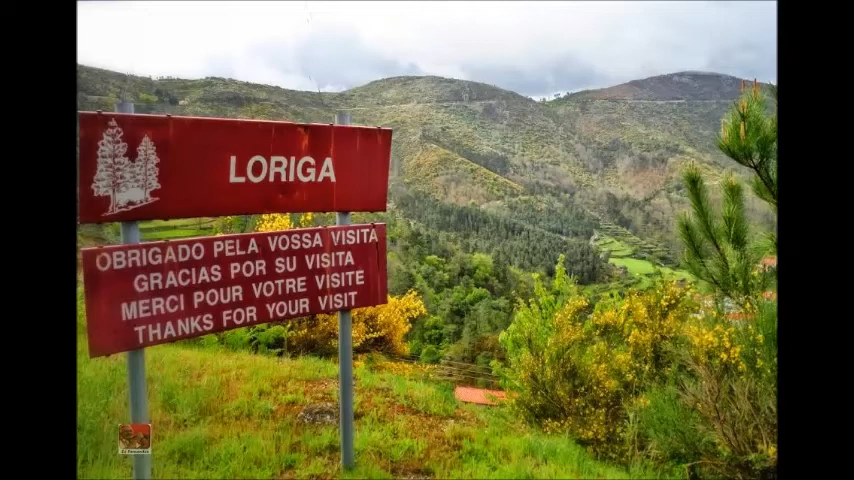 LORIGA
OBRIGADO PELA VOSSA VISITA
GRACIAS POR SU VISITA
MERCI POUR VOTRE VISITE
THANKS FOR YOUR VISIT